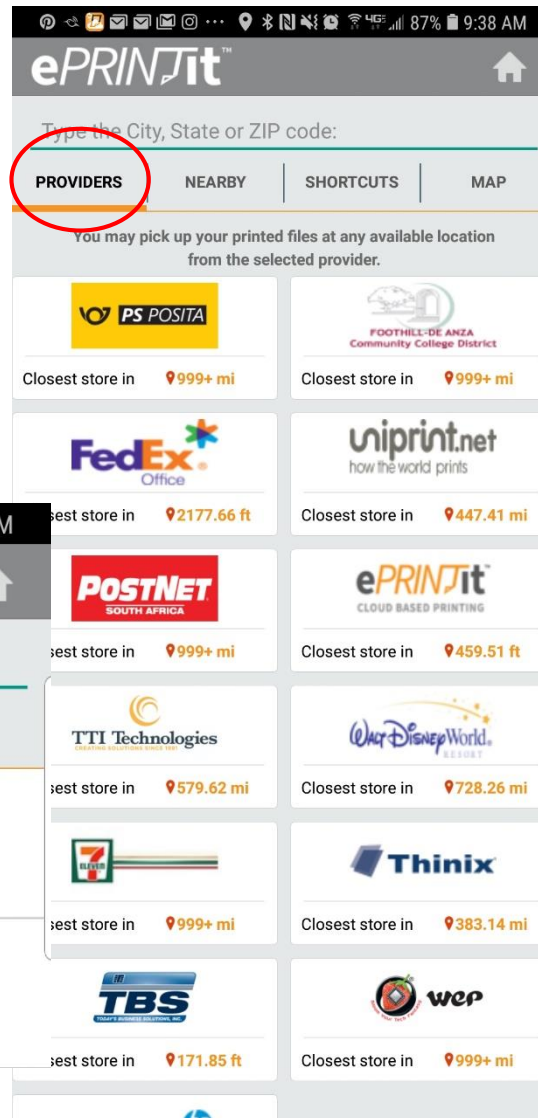 4G 87% 9:38 AM
ePRINTit™
Type the City, State or ZIP code:
PROVIDERS NEARBY SHORTCUTS MAP
You may pick up your printed files at any available location
from the selected provider.
PS POSITA
FOOTHILL-DE ANZA
Community College District
Closest store in 999+ mi
Closest store in 999+ mi
FedEx®
Office
uniprint.net
how the world prints
sest store in 2177.66 ft
Closest store in 447.41 mi
M
POSTNET
SOUTH AFRICA
ePRINTit
CLOUD BASED PRINTING
sest store in 999+ mi
Closest store in 459.51 ft
TTI Technologies
CREATING SOLUTIONS SINCE
Walt Disney World®
RESORT
sest store in 579.62 mi
Closest store in 728.26 mi
7
ELEVEN
Thinix
sest store in 999+ mi
Closest store in 383.14 mi
TBS
TODAY'S BUSINESS SOLUTIONS, INC.
wep
sest store in 171.85 ft
Closest store in 999+ mi